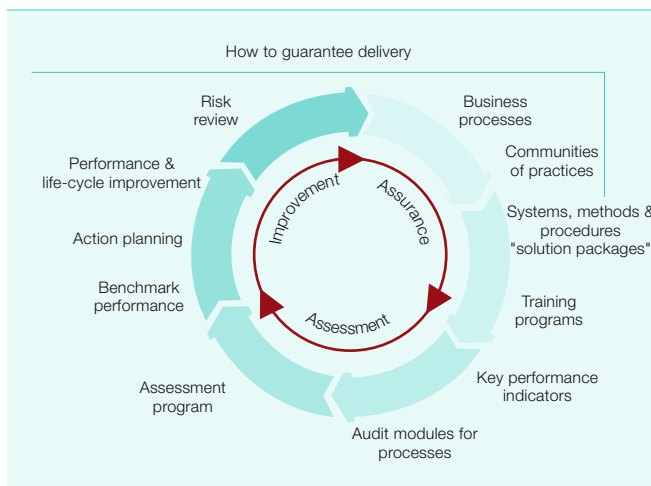 How to guarantee delivery
Risk
review
Business
processes
Performance &
life-cycle improvement
Communities
of practices
Improvement
Assurance
Systems, methods &
procedures
"solution packages"
Action planning
Benchmark
performance
Training
programs
Assessment
Assessment
program
Key performance
indicators
Audit modules for
processes